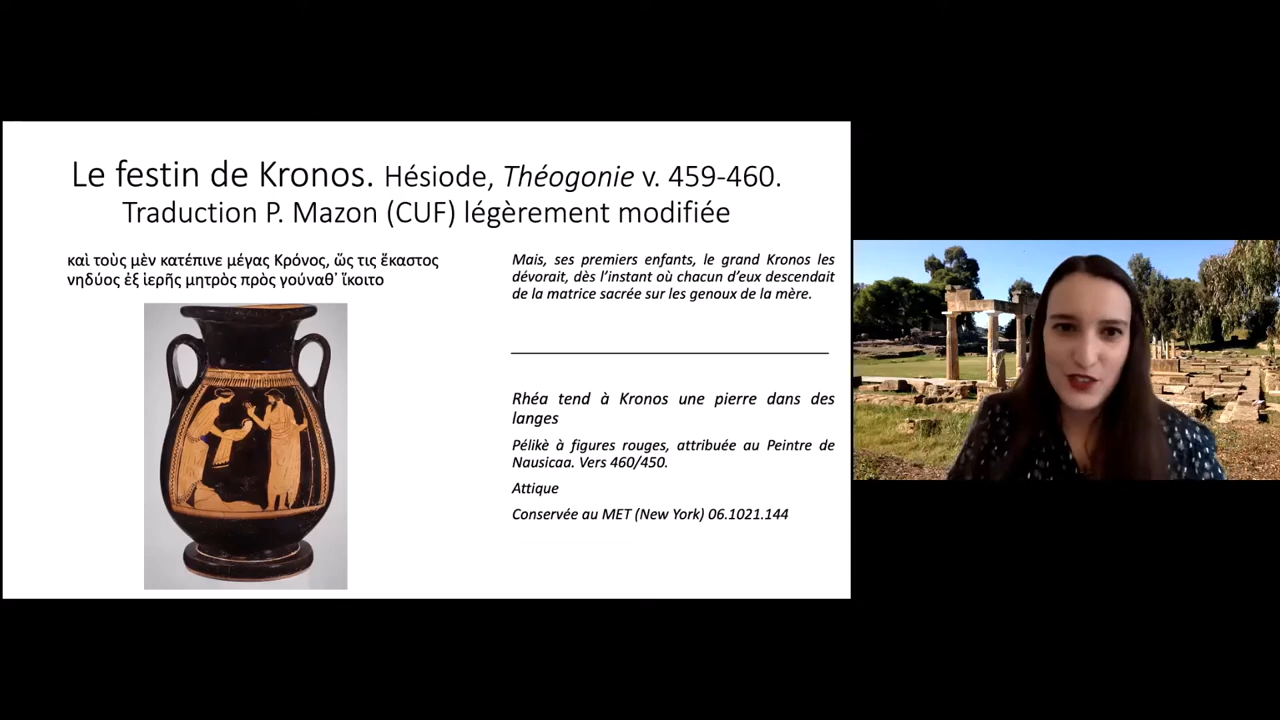 Le festin de Kronos. Hésiode, Théogonie v. 459-460.
Traduction P. Mazon (CUF) légèrement modifiée
καὶ τοὺς μὲν κατέπινε μέγας Κρόνος, ὥς τις ἕκαστος
νηδύος ἐξ ἱερῆς μητρὸς πρὸς γούναθ᾽ ἵκοιτο
Mais, ses premiers enfants, le grand Kronos les
dévorait, dès l’instant où chacun d’eux descendait
de la matrice sacrée sur les genoux de la mère.
Rhéa tend à Kronos une pierre dans des
langes
Pélikè à figures rouges, attribuée au Peintre de
Nausicaa. Vers 460/450.
Attique
Conservée au MET (New York) 06.1021.144